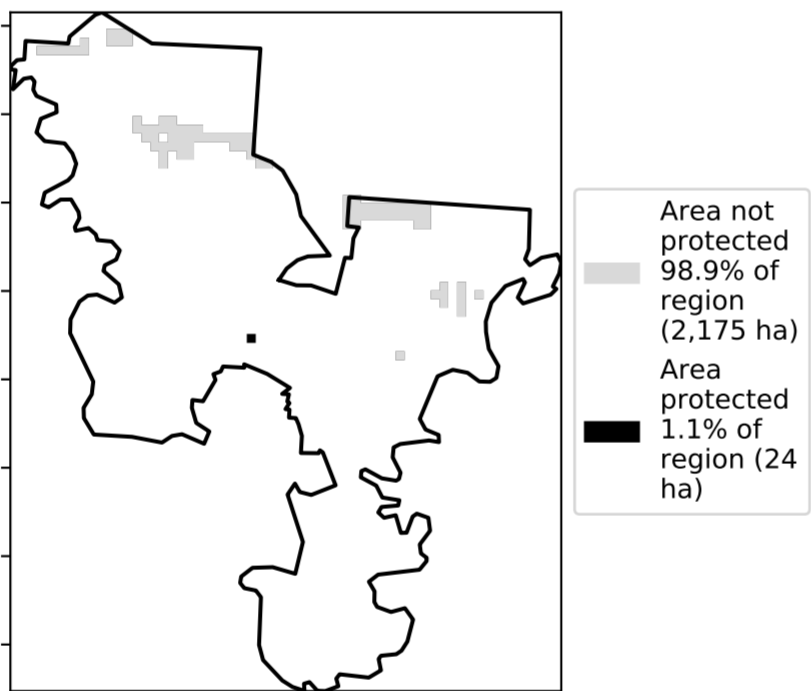 Area not
protected
98.9% of
region
(2,175 ha)
Area
protected
1.1% of
region (24
ha)